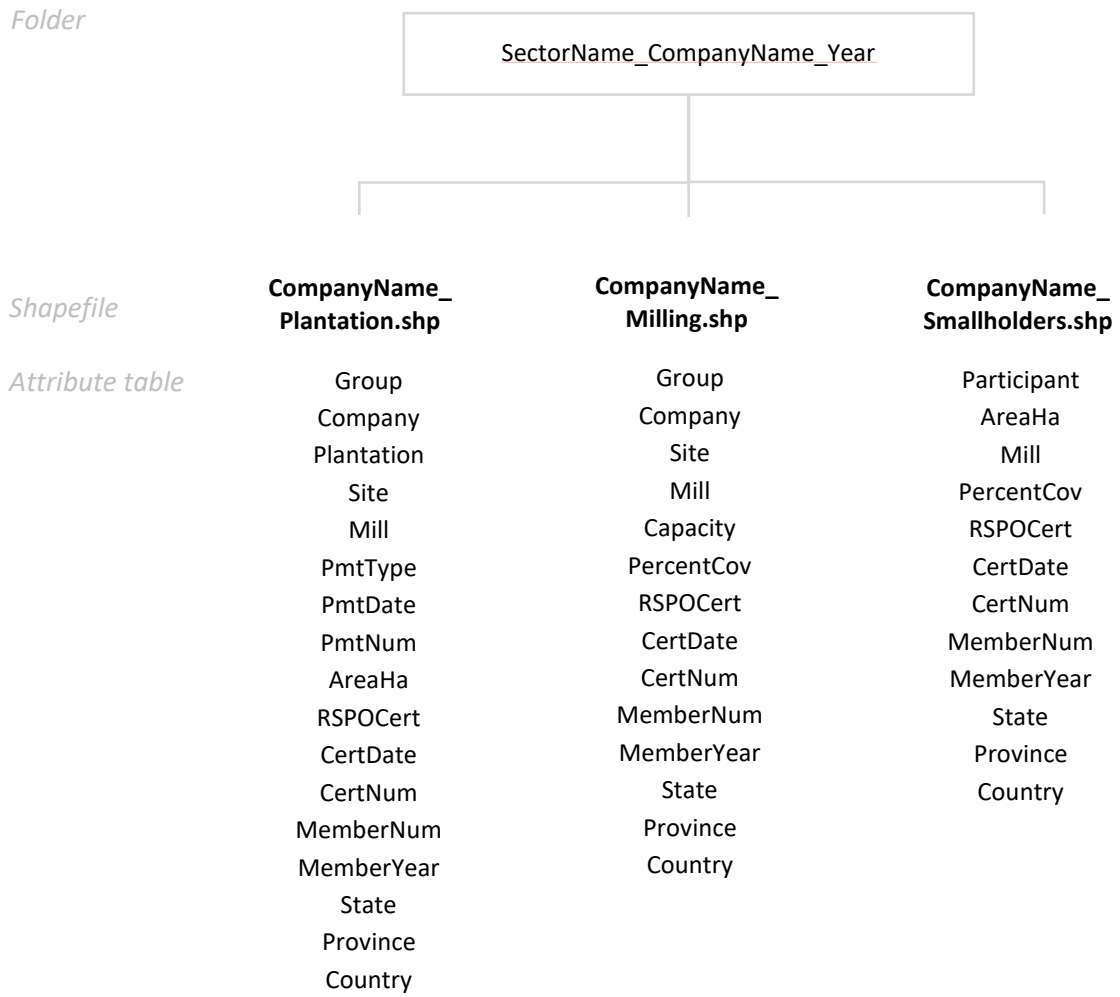 Folder
SectorName_CompanyName_Year
Shapefile
CompanyName_
Plantation.shp
CompanyName_
Milling.shp
CompanyName_
Smallholders.shp
Attribute table
Group
Company
Plantation
Site
Mill
PmtType
PmtDate
PmtNum
AreaHa
RSPOCert
CertDate
CertNum
MemberNum
MemberYear
State
Province
Country
Group
Company
Site
Mill
Capacity
PercentCov
RSPOCert
CertDate
CertNum
MemberNum
MemberYear
State
Province
Country
Participant
AreaHa
Mill
PercentCov
RSPOCert
CertDate
CertNum
MemberNum
MemberYear
State
Province
Country